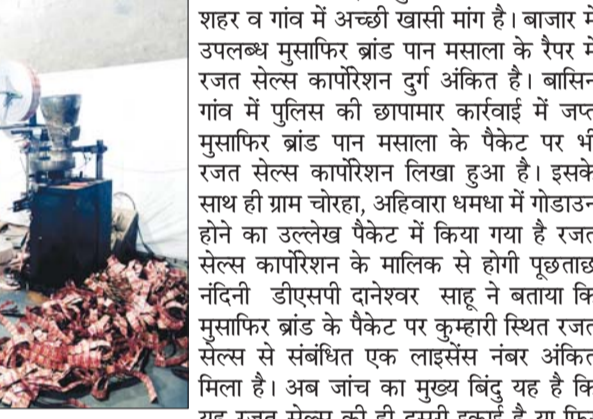 शहर व गांव में अच्छी खासी मांग है। बाजार में
उपलब्ध मुसाफिर ब्रांड पान मसाला के रैपर में
रजत सेल्स कार्पोरेशन दुर्ग अंकित है। बासिन
गांव में पुलिस की छापामार कार्रवाई में जप्त
मुसाफिर ब्रांड पान मसाला के पैकेट पर भी
रजत सेल्स कार्पोरेशन लिखा हुआ है। इसके
साथ ही ग्राम चोरहा, अहिवारा धमधा में गोडाउन
होने का उल्लेख पैकेट में किया गया है रजत
सेल्स कार्पोरेशन के मालिक से होगी पूछताछ
नंदिनी डीएसपी दानेश्वर साहू ने बताया कि
मुसाफिर ब्रांड के पैकेट पर कुम्हारी स्थित रजत
सेल्स से संबंधित एक लाइसेंस नंबर अंकित
मिला है। अब जांच का मुख्य बिंदु यह है कि